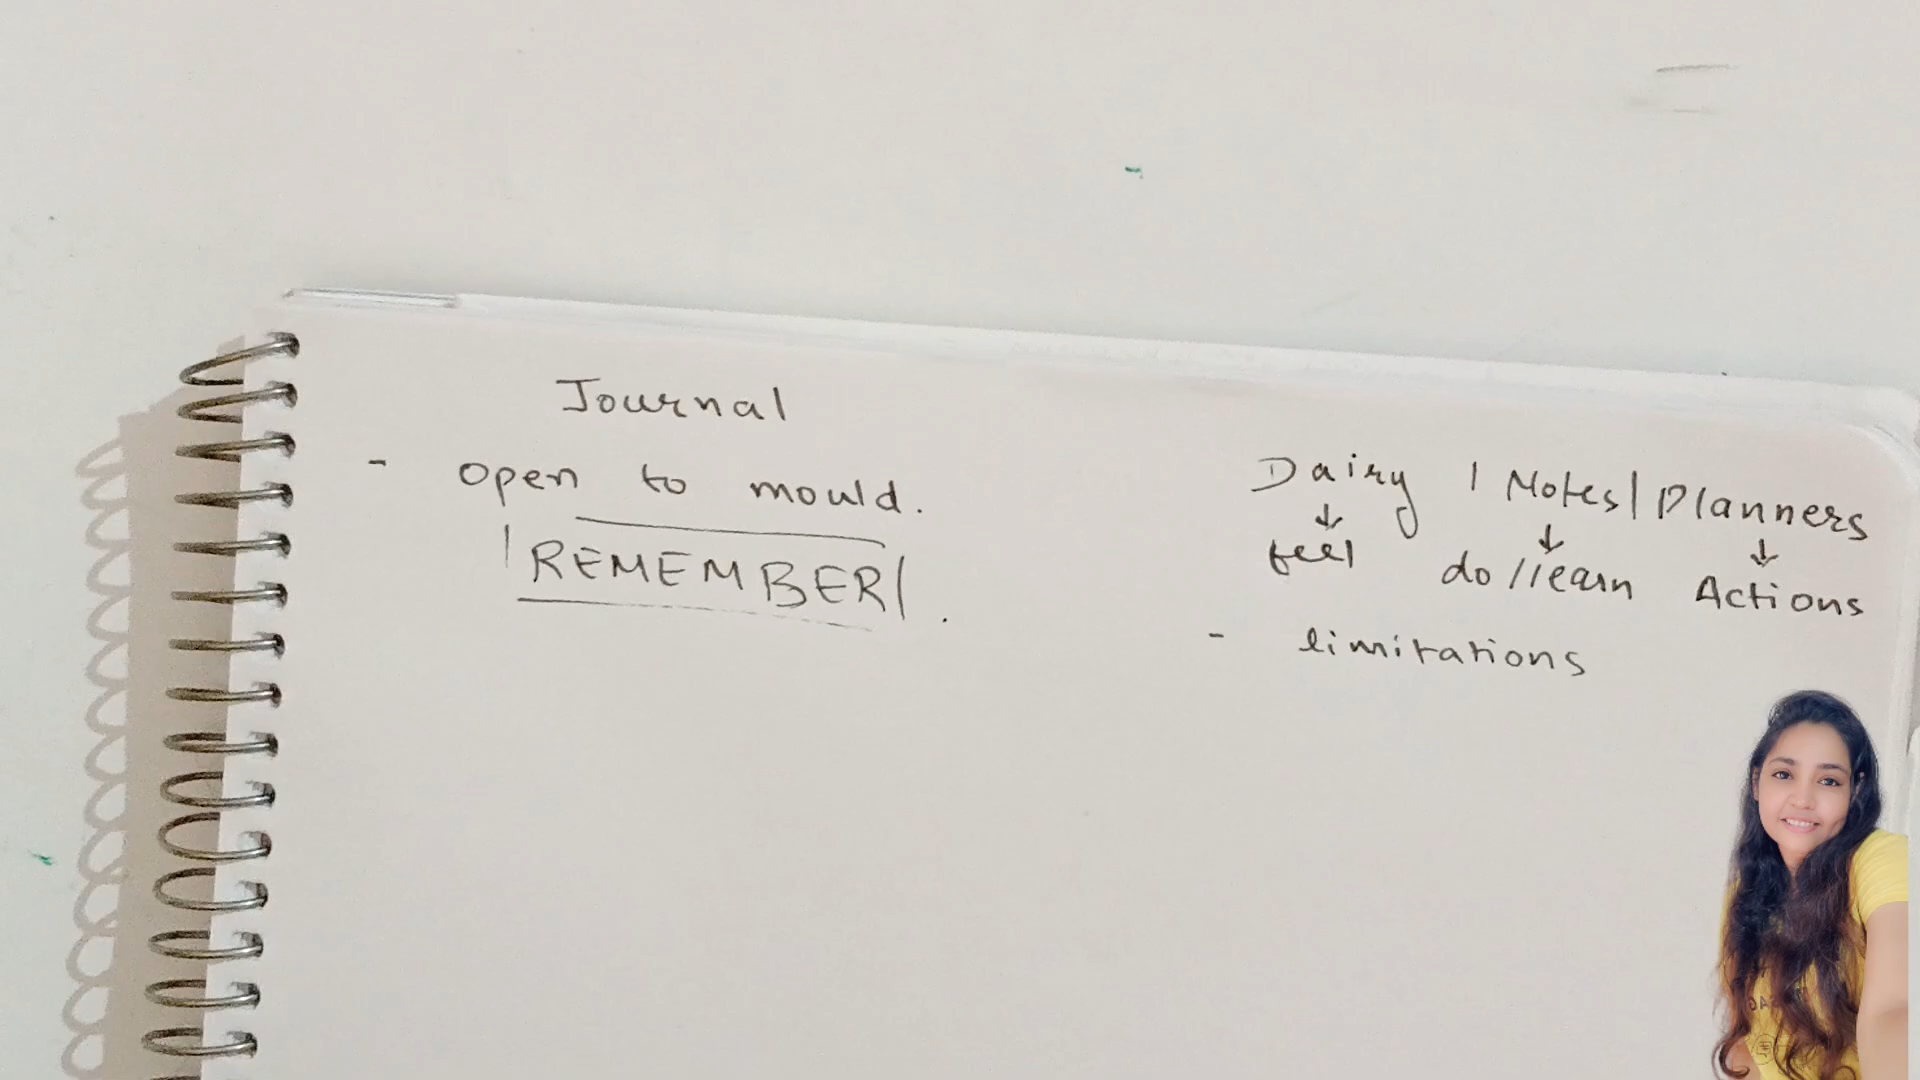 Journal
- open to mould.
|REMEMBER|.
Dairy | Notes | Planners
↓ ↓ ↓
feel do//learn Actions
- limitations